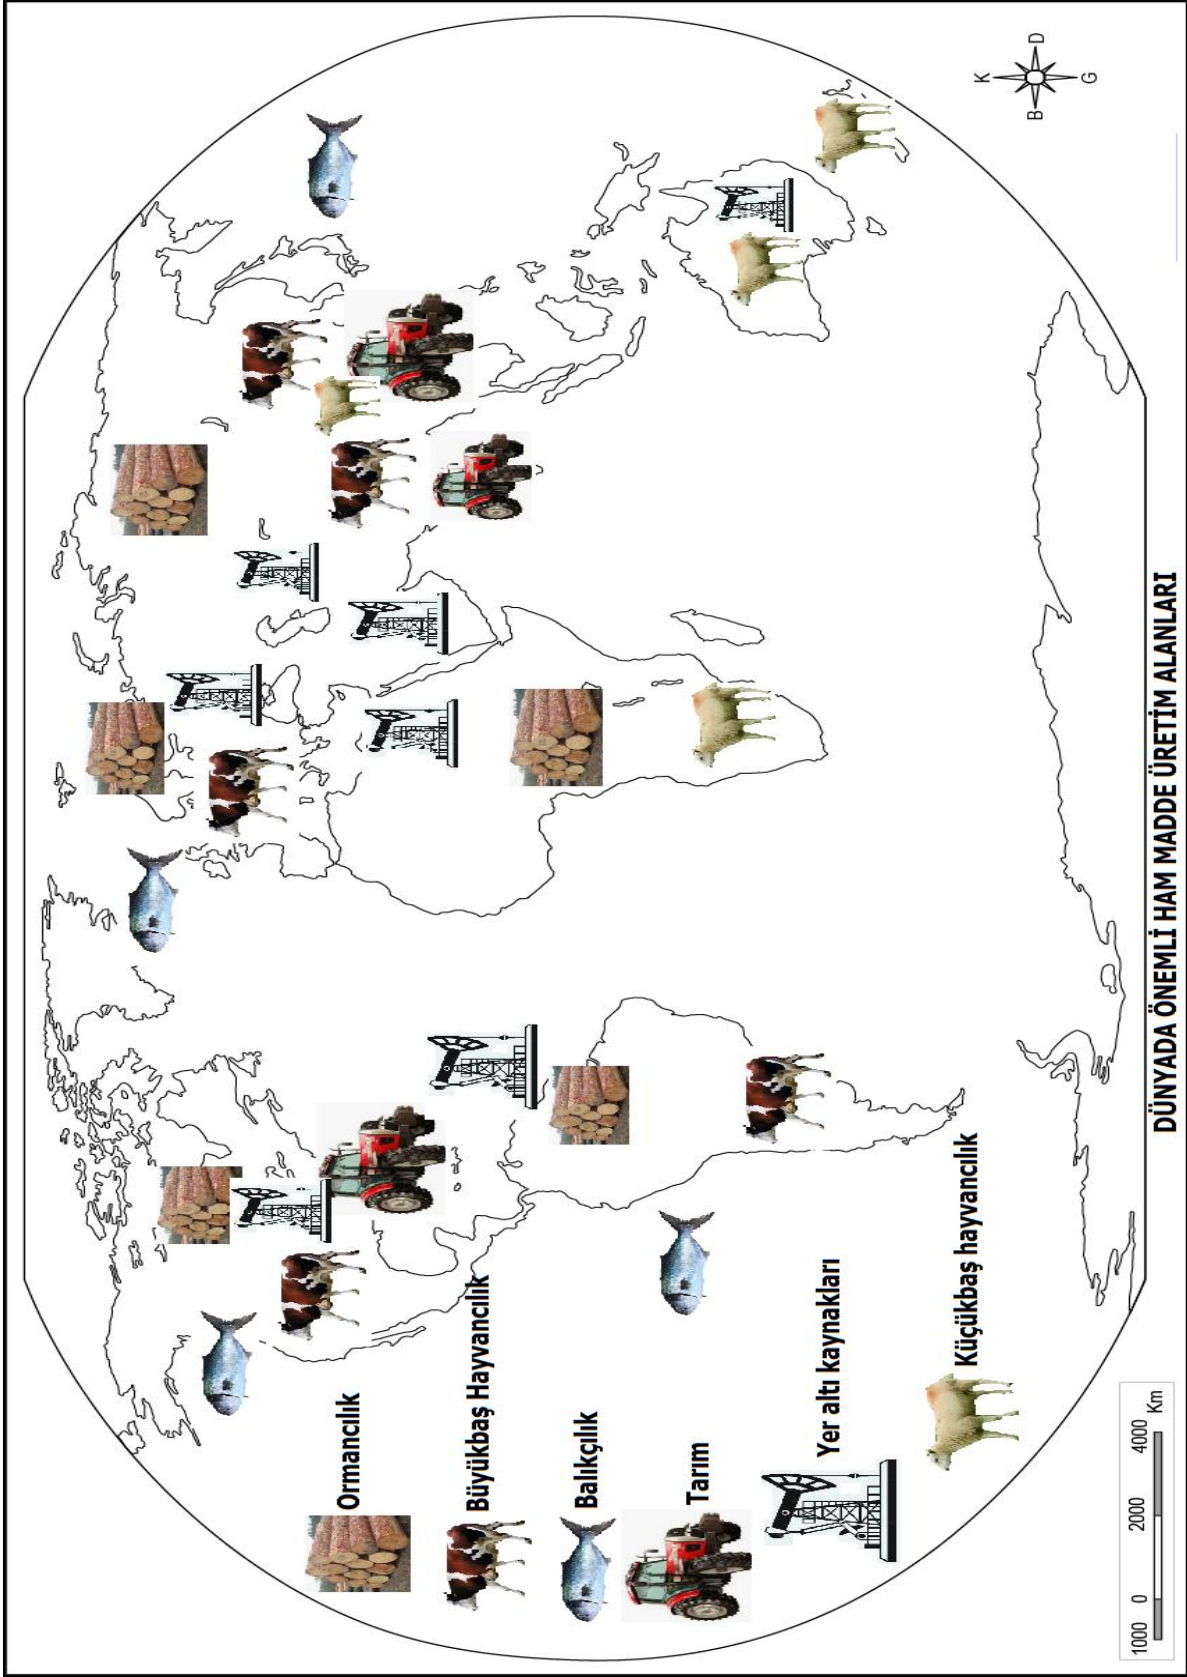 K
B
D
G
Ormancılık
Büyükbaş Hayvancılık
Balıkçılık
Tarım
Yer altı kaynakları
Küçükbaş hayvancılık
1000 0 2000 4000 Km
DÜNYADA ÖNEMLİ HAM MADDE ÜRETİM ALANLARI